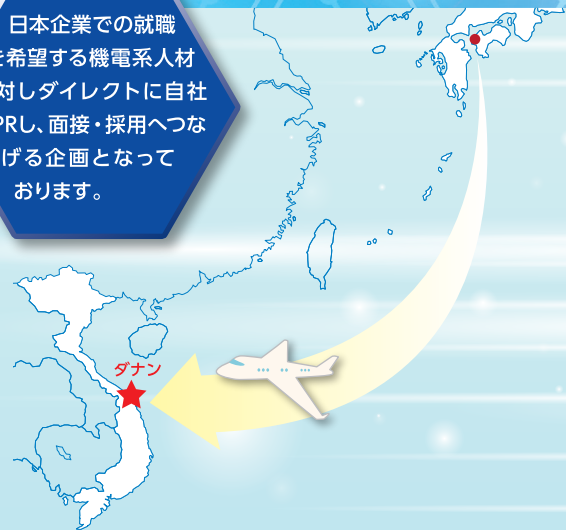 日本企業での就職
を希望する機電系人材
対しダイレクトに自社
PRし、面接・採用へつな
げる企画となって
おります。
ダナン